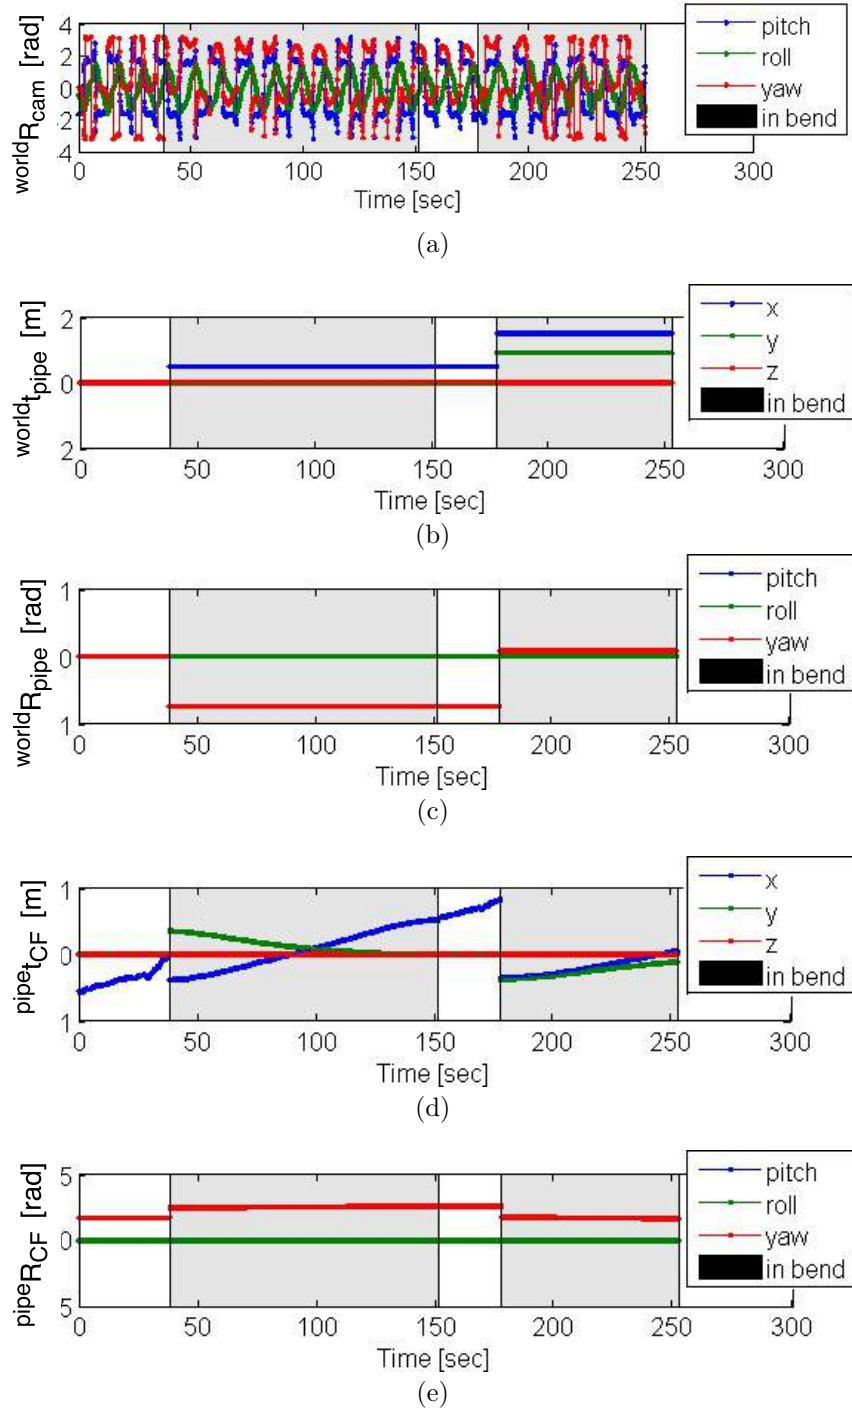 worldRcam [rad]
4
2
0
2
4
0 50 100 150 200 250 300
Time [sec]
pitch
roll
yaw
in bend
(a)
worldtpipe [m]
2
0
2
0 50 100 150 200 250 300
Time [sec]
x
y
z
in bend
(b)
worldRpipe [rad]
1
0
1
0 50 100 150 200 250 300
Time [sec]
pitch
roll
yaw
in bend
(c)
pipetCF [m]
1
0
1
0 50 100 150 200 250 300
Time [sec]
x
y
z
in bend
(d)
pipeRCF [rad]
5
0
5
0 50 100 150 200 250 300
Time [sec]
pitch
roll
yaw
in bend
(e)